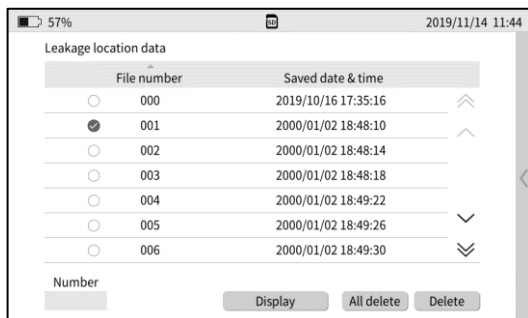 57% SD 2019/11/14 11:44
Leakage location data
File number Saved date & time
000 2019/10/16 17:35:16
001 2000/01/02 18:48:10
002 2000/01/02 18:48:14
003 2000/01/02 18:48:18
004 2000/01/02 18:49:22
005 2000/01/02 18:49:26
006 2000/01/02 18:49:30
Number
Display All delete Delete